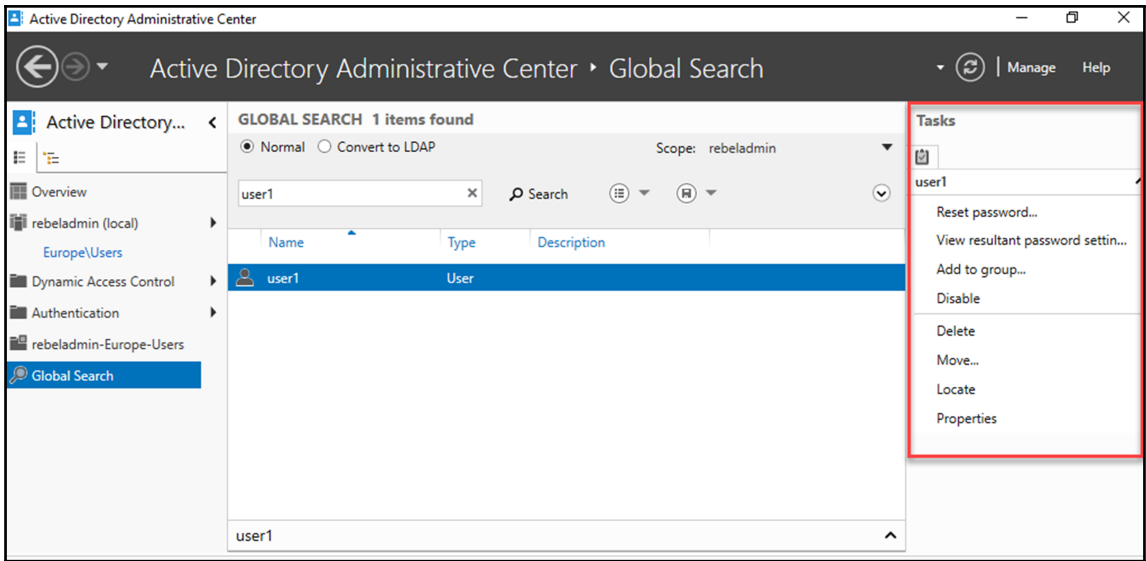 Active Directory Administrative Center
Active Directory Administrative Center • Global Search
Manage Help
Active Directory...
Overview
rebeladmin (local)
Europe\Users
Dynamic Access Control
Authentication
rebeladmin-Europe-Users
Global Search
GLOBAL SEARCH 1 items found
Normal Convert to LDAP
Scope: rebeladmin
user1
Search
Name Type Description
user1 User
user1
Tasks
user1
Reset password...
View resultant password settin...
Add to group...
Disable
Delete
Move...
Locate
Properties